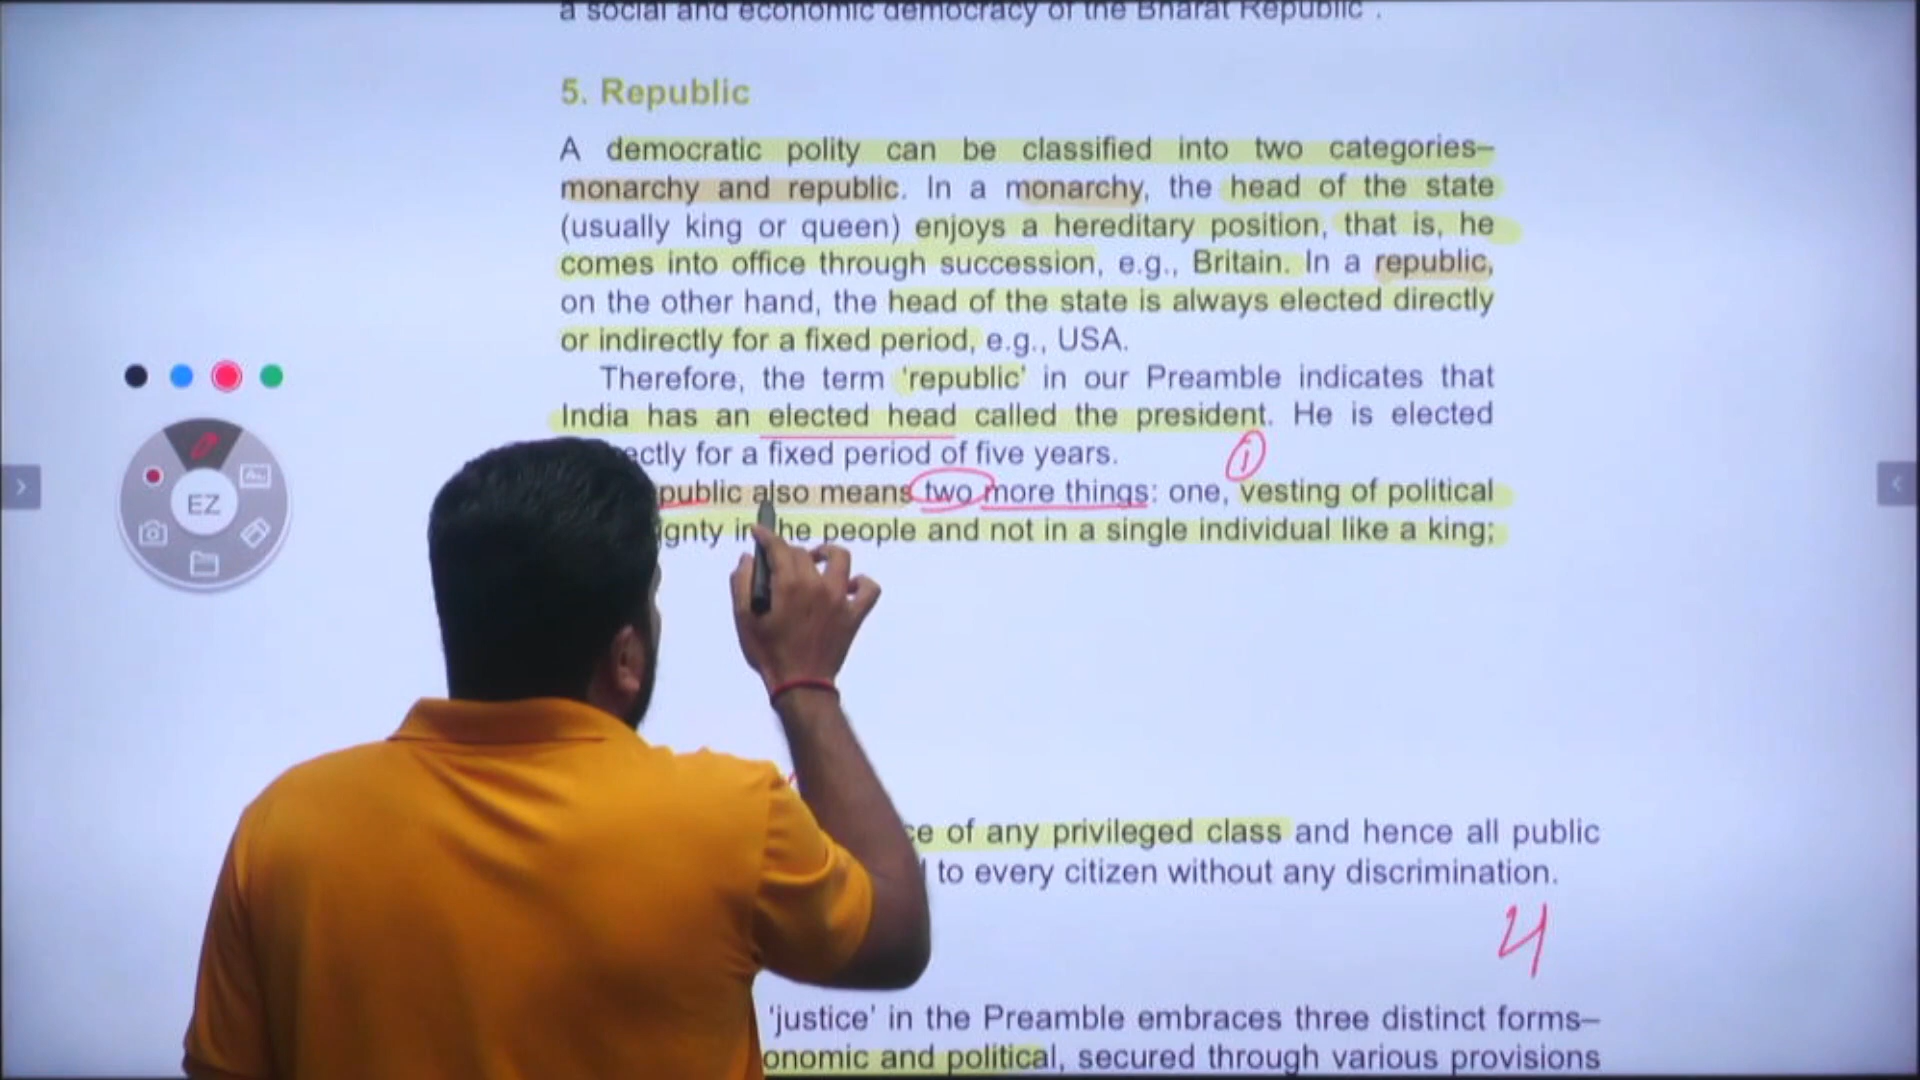 a social and economic democracy of the Bharat Republic'.
5. Republic
A democratic polity can be classified into two categories–
monarchy and republic. In a monarchy, the head of the state
(usually king or queen) enjoys a hereditary position, that is, he
comes into office through succession, e.g., Britain. In a republic,
on the other hand, the head of the state is always elected directly
or indirectly for a fixed period, e.g., USA.
Therefore, the term 'republic' in our Preamble indicates that
India has an elected head called the president. He is elected
for a fixed period of five years.
1
also means two more things: one, vesting of political
people and not in a single individual like a king;
EZ
of any privileged class and hence all public
to every citizen without any discrimination.
4
'justice' in the Preamble embraces three distinct forms–
and political, secured through various provisions